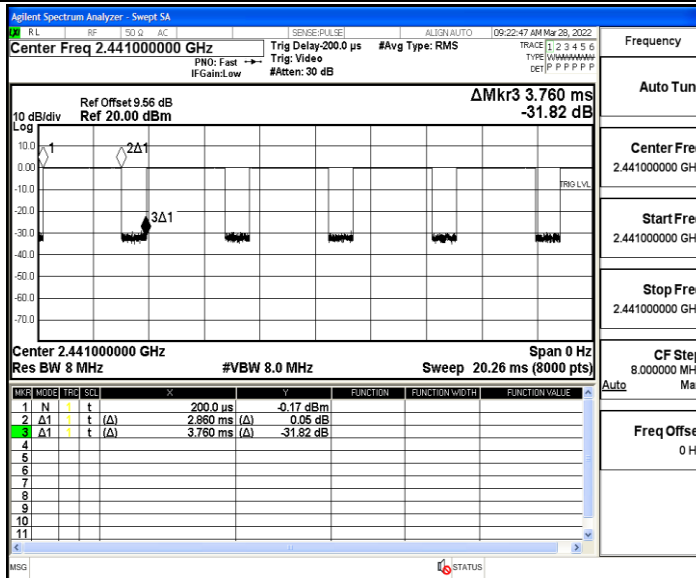 Agilent Spectrum Analyzer - Swept SA
RL RF 50 Ω AC SENSE:PULSE ALIGN AUTO 09:22:47 AM Mar 28, 2022
Center Freq 2.441000000 GHz
PNO: Fast
IFGain:Low
Trig Delay-200.0 µs
Trig: Video
#Atten: 30 dB
#Avg Type: RMS
TRACE 1 2 3 4 5 6
TYPE WWWWWW
DET P P P P P P
Frequency
Auto Tun
Center Fre
2.441000000 GH
Start Fre
2.441000000 GH
Stop Fre
2.441000000 GH
CF Step
8.000000 MH
Auto Ma
Freq Offse
0 H
ΔMkr3 3.760 ms
-31.82 dB
Ref Offset 9.56 dB
10 dB/div Ref 20.00 dBm
Log
10.0
0.00
-10.0
-20.0
-30.0
-40.0
-50.0
-60.0
-70.0
1
2Δ1
3Δ1
TRIG LVL
Center 2.441000000 GHz Span 0 Hz
Res BW 8 MHz #VBW 8.0 MHz Sweep 20.26 ms (8000 pts)
MKR MODE TRC SCL X Y FUNCTION FUNCTION WIDTH FUNCTION VALUE
1 N 1 t 200.0 µs -0.17 dBm
2 Δ1 1 t (Δ) 2.860 ms (Δ) 0.05 dB
3 Δ1 1 t (Δ) 3.760 ms (Δ) -31.82 dB
4
5
6
7
8
9
10
11
MSG STATUS